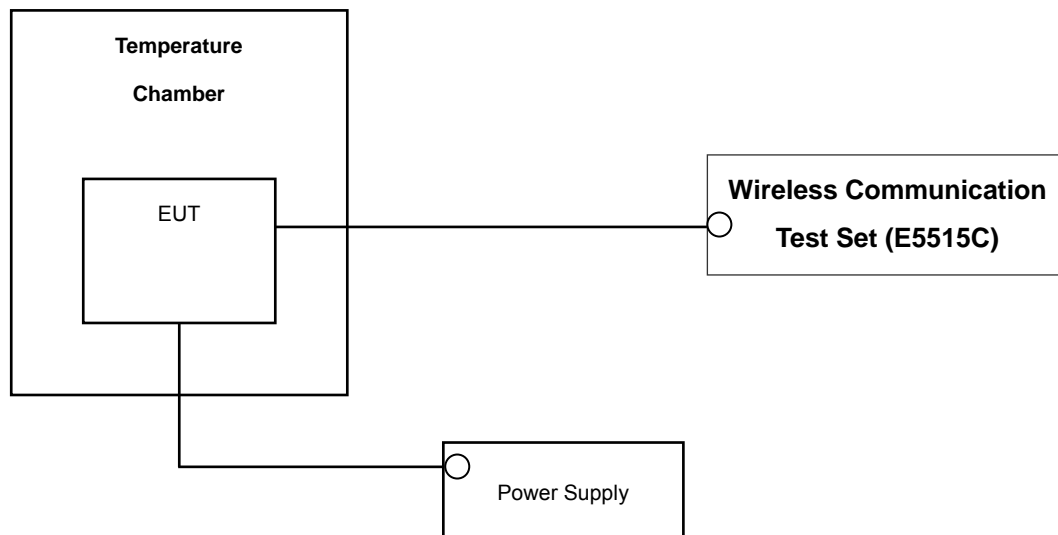 Temperature
Chamber
EUT
Wireless Communication
Test Set (E5515C)
Power Supply